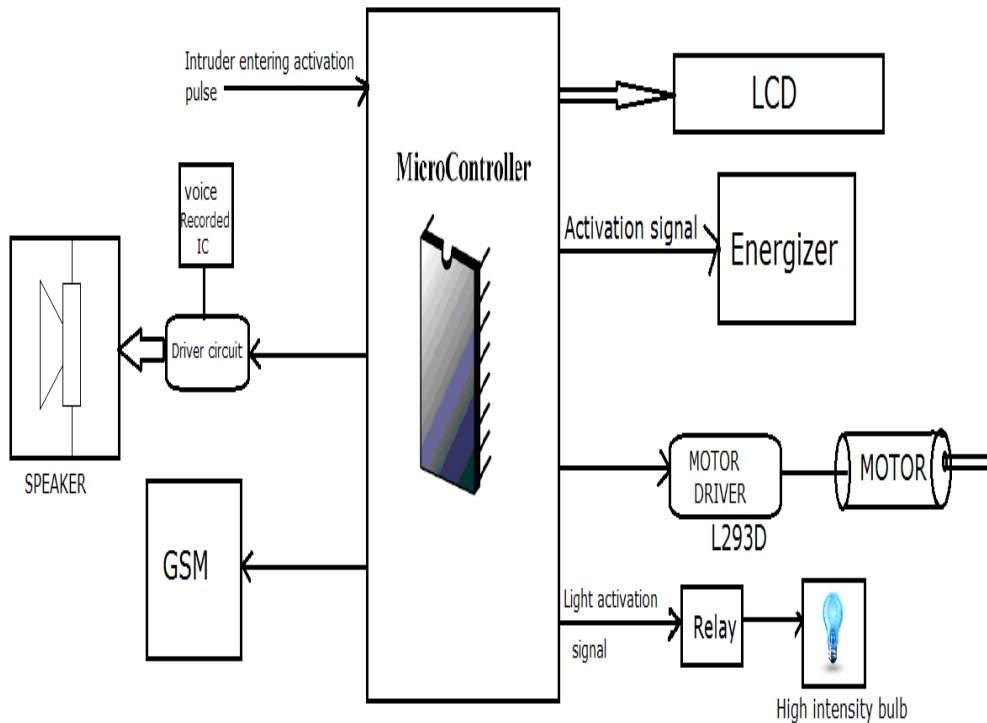 Intruder entering activation
pulse
LCD
MicroController
voice
Recorded
IC
Activation signal
Energizer
Driver circuit
SPEAKER
MOTOR
DRIVER
MOTOR
L293D
GSM
Light activation
signal
Relay
High intensity bulb